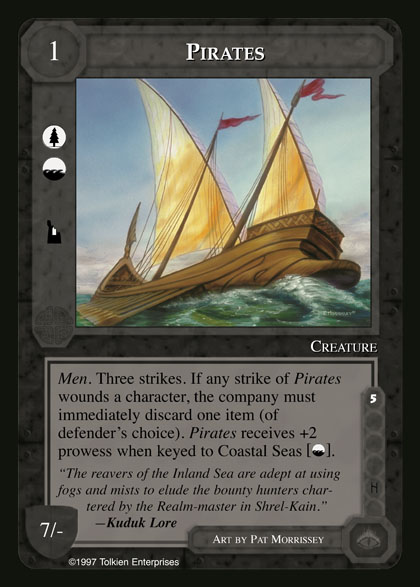 1
PIRATES
CREATURE
Men. Three strikes. If any strike of Pirates
wounds a character, the company must
immediately discard one item (of
defender's choice). Pirates receives +2
prowess when keyed to Coastal Seas [].
5
"The reavers of the Inland Sea are adept at using
fogs and mists to elude the bounty hunters char-
tered by the Realm-master in Shrel-Kain."
—Kuduk Lore
7/-
ART BY PAT MORRISSEY
©1997 Tolkien Enterprises